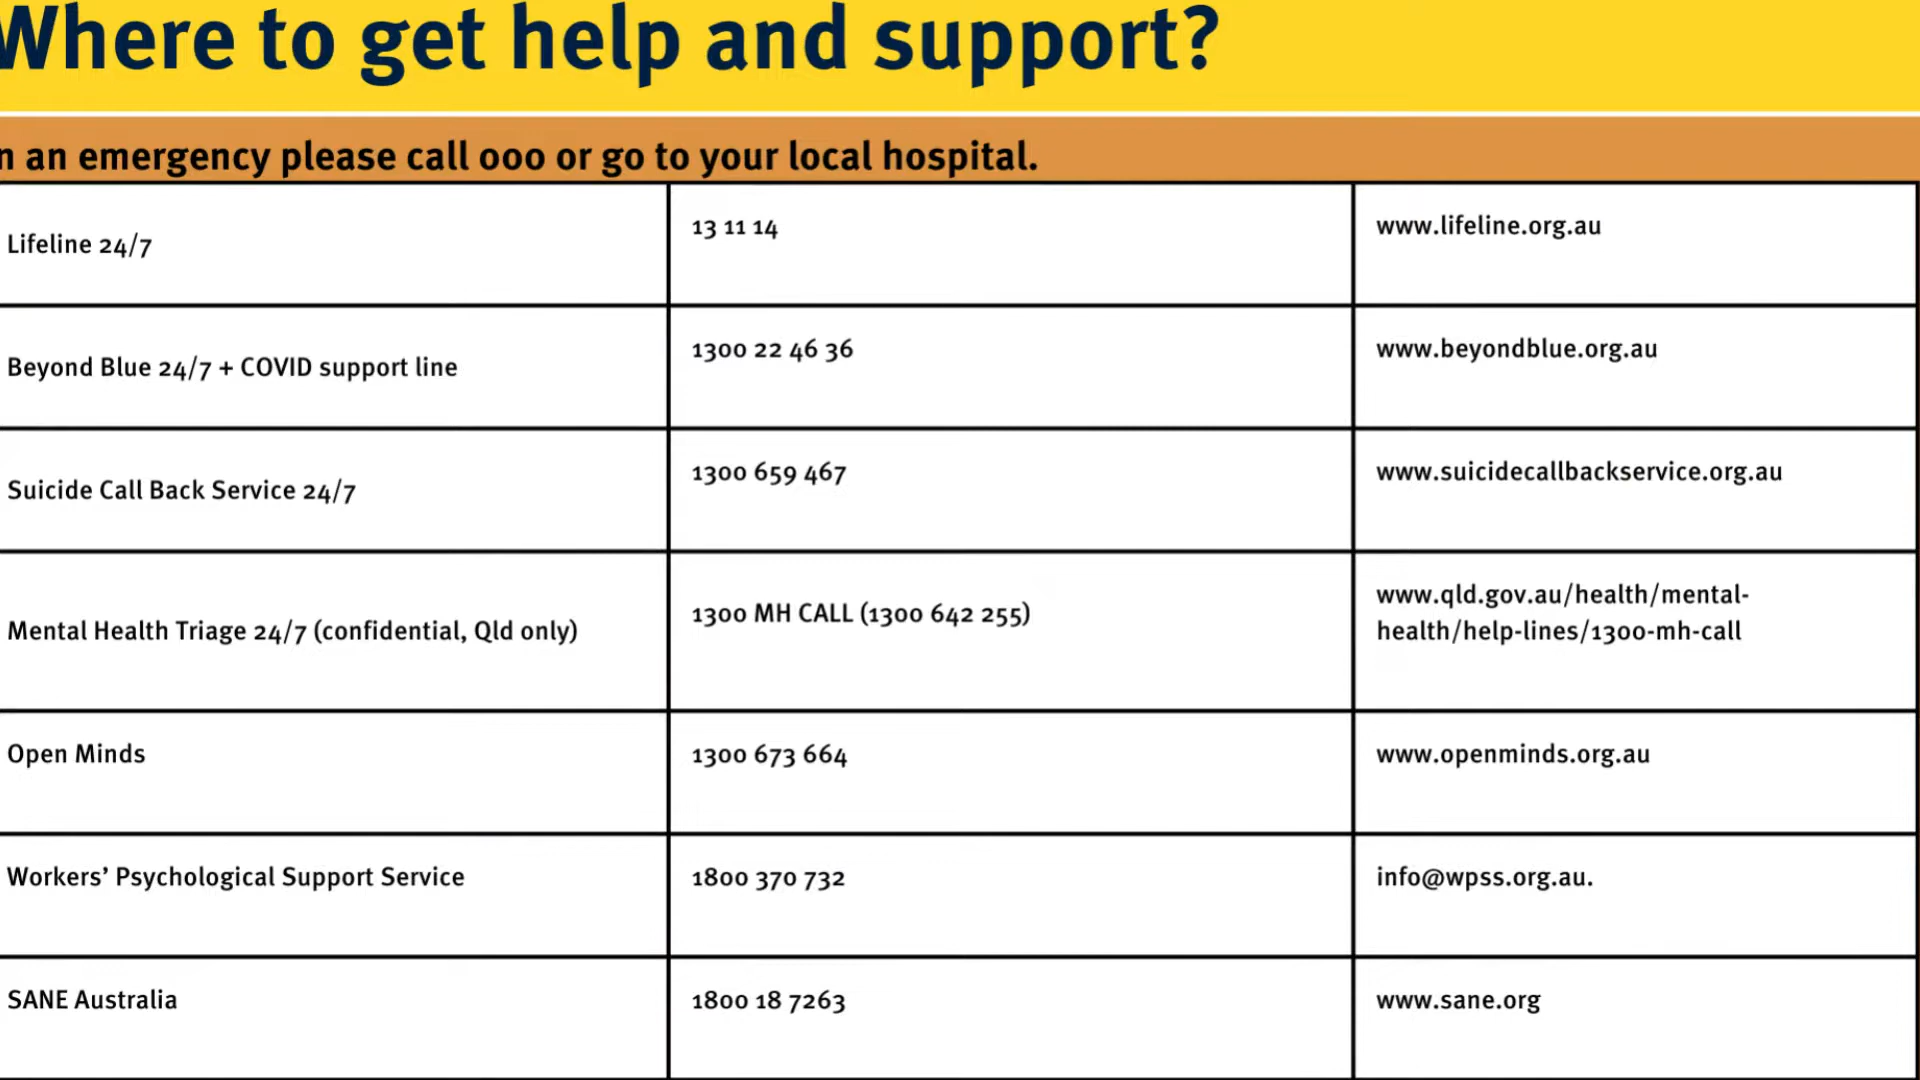 Where to get help and support?
n an emergency please call 000 or go to your local hospital.
Lifeline 24/7
13 11 14
www.lifeline.org.au
Beyond Blue 24/7 + COVID support line
1300 22 46 36
www.beyondblue.org.au
Suicide Call Back Service 24/7
1300 659 467
www.suicidecallbackservice.org.au
Mental Health Triage 24/7 (confidential, Qld only)
1300 MH CALL (1300 642 255)
www.qld.gov.au/health/mental-
health/help-lines/1300-mh-call
Open Minds
1300 673 664
www.openminds.org.au
Workers’ Psychological Support Service
1800 370 732
info@wpss.org.au.
SANE Australia
1800 18 7263
www.sane.org